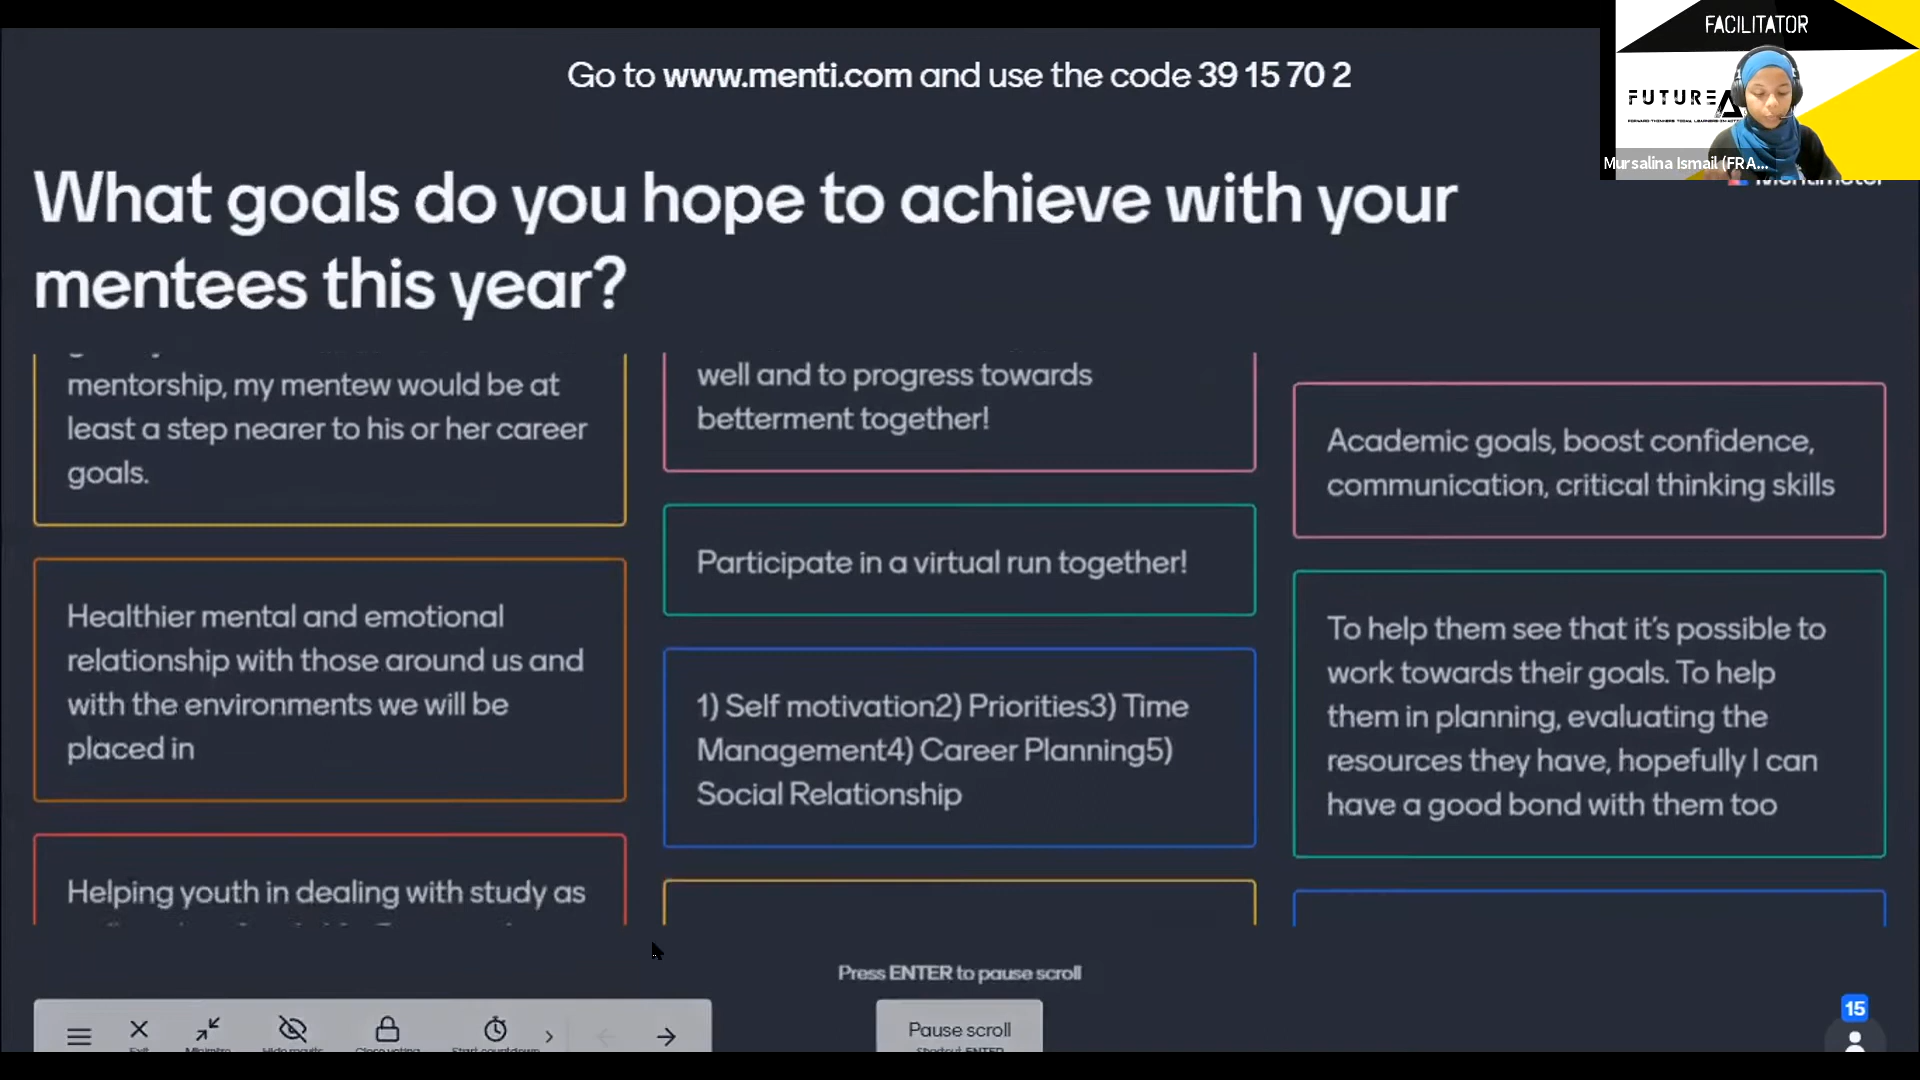 Go to www.menti.com and use the code 39 15 70 2
FACILITATOR
FUTURE
Mursalina Ismail (FRA...
What goals do you hope to achieve with your
mentees this year?
mentorship, my mentew would be at
least a step nearer to his or her career
goals.
Healthier mental and emotional
relationship with those around us and
with the environments we will be
placed in
Helping youth in dealing with study as
well and to progress towards
betterment together!
Participate in a virtual run together!
1) Self motivation2) Priorities3) Time
Management4) Career Planning5)
Social Relationship
Academic goals, boost confidence,
communication, critical thinking skills
To help them see that it's possible to
work towards their goals. To help
them in planning, evaluating the
resources they have, hopefully I can
have a good bond with them too
Press ENTER to pause scroll
Pause scroll
15